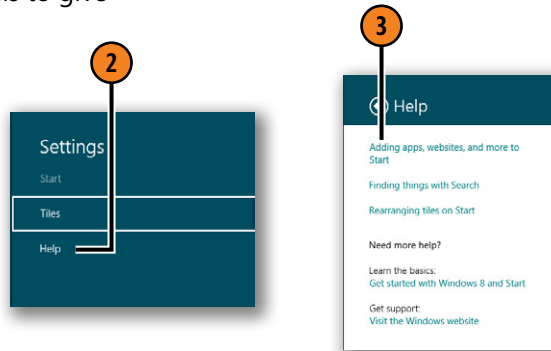 to give
2
Settings
Start
Tiles
Help
3
Help
Adding apps, websites, and more to
Start
Finding things with Search
Rearranging tiles on Start
Need more help?
Learn the basics:
Get started with Windows 8 and Start
Get support:
Visit the Windows website